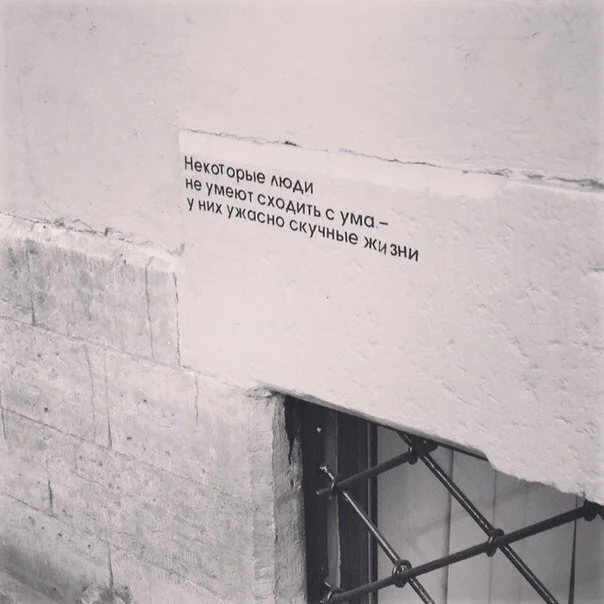 Некоторые люди
не умеют сходить с ума –
у них ужасно скучные жизни